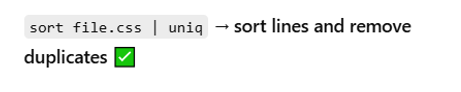 sort file.css | uniq → sort lines and remove
duplicates ✅